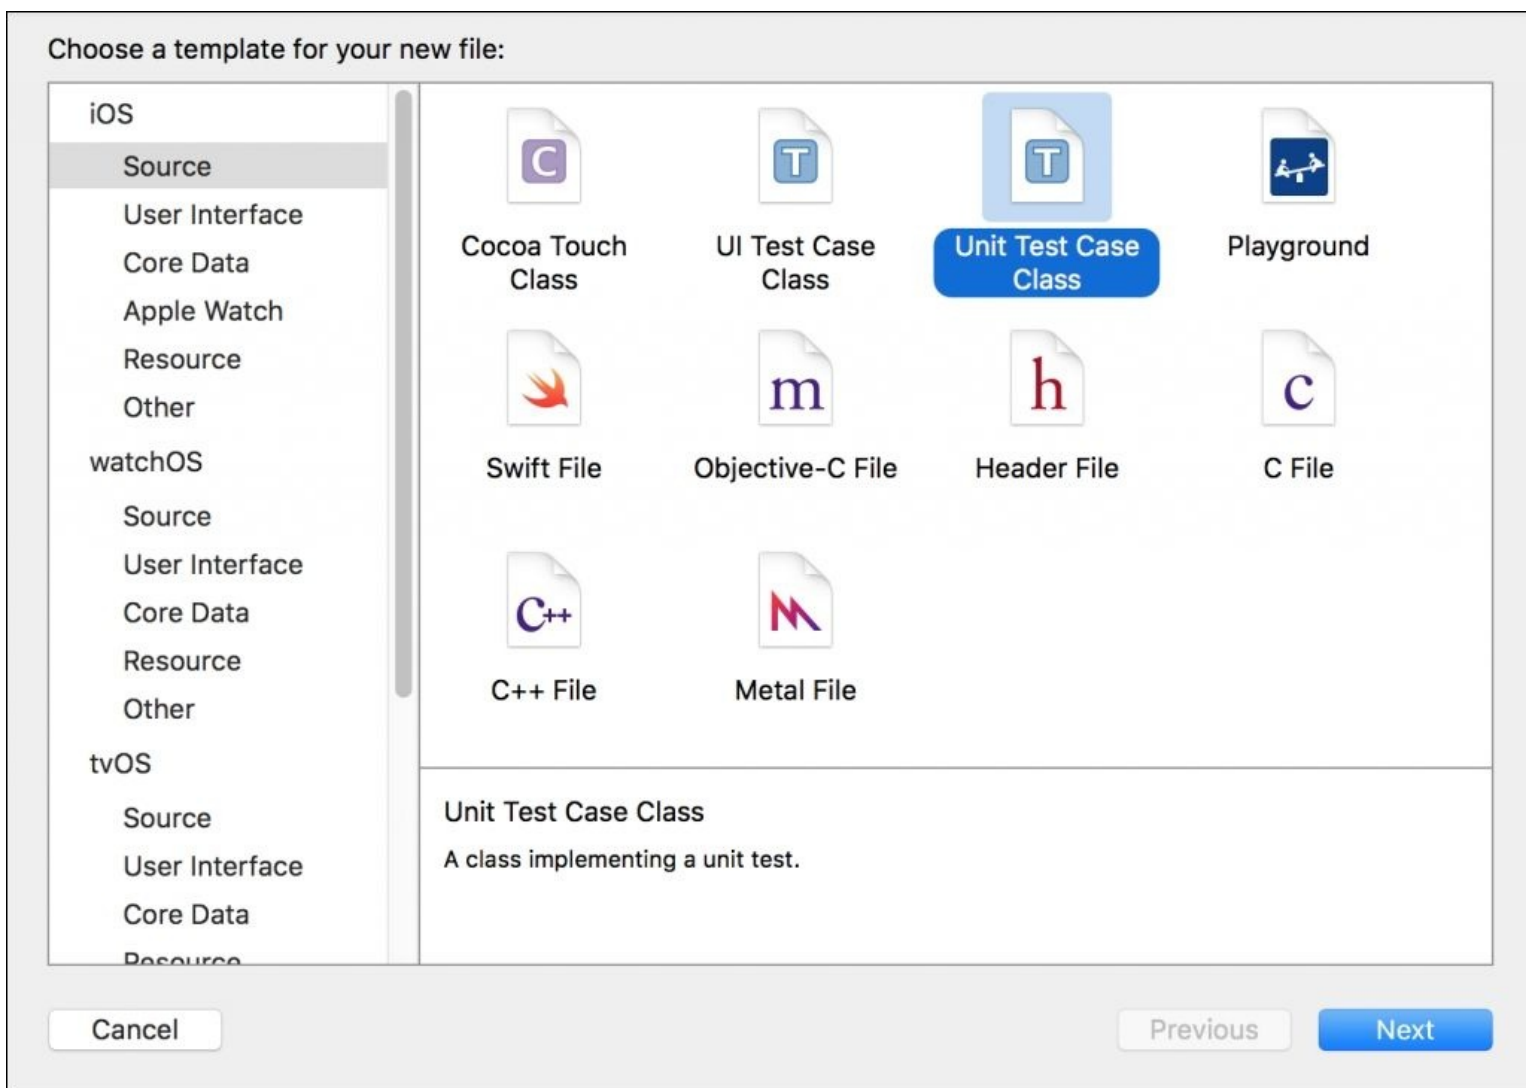 Choose a template for your new file:
iOS
Source
User Interface
Core Data
Apple Watch
Resource
Other
watchOS
Source
User Interface
Core Data
Resource
Other
tvOS
Source
User Interface
Core Data
Resource
C
T
T
Cocoa Touch
Class
UI Test Case
Class
Unit Test Case
Class
Playground
m
h
c
Swift File
Objective-C File
Header File
C File
C++
C++ File
Metal File
Unit Test Case Class
A class implementing a unit test.
Cancel
Previous
Next